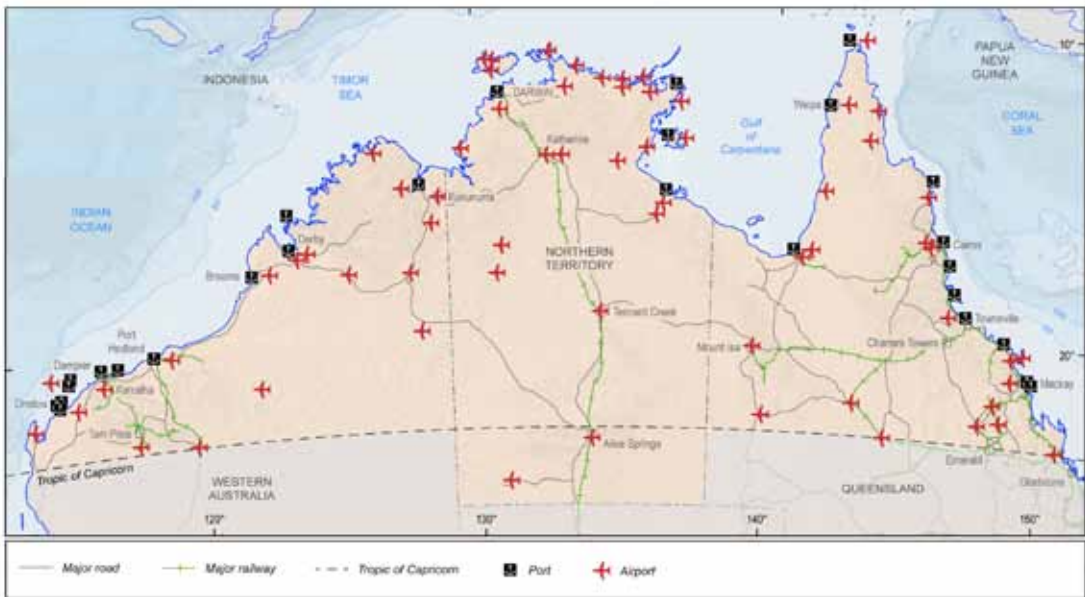 10°
INDONESIA
TIMOR
SEA
PAPUA
NEW
GUINEA
DARWIN
Weipa
Gulf
of
Carpentaria
CORAL
SEA
Katherine
Kununurra
INDIAN
OCEAN
Derby
Broome
NORTHERN
TERRITORY
Cairns
Tennant Creek
Townsville
Port
Hedland
Mount Isa
Charters Towers
20°
Dampier
Karratha
Mackay
Onslow
Tom Price
Alice Springs
Emerald
Tropic of Capricorn
WESTERN
AUSTRALIA
QUEENSLAND
Gladstone
120°
130°
140°
150°
Major road
Major railway
Tropic of Capricorn
Port
Airport